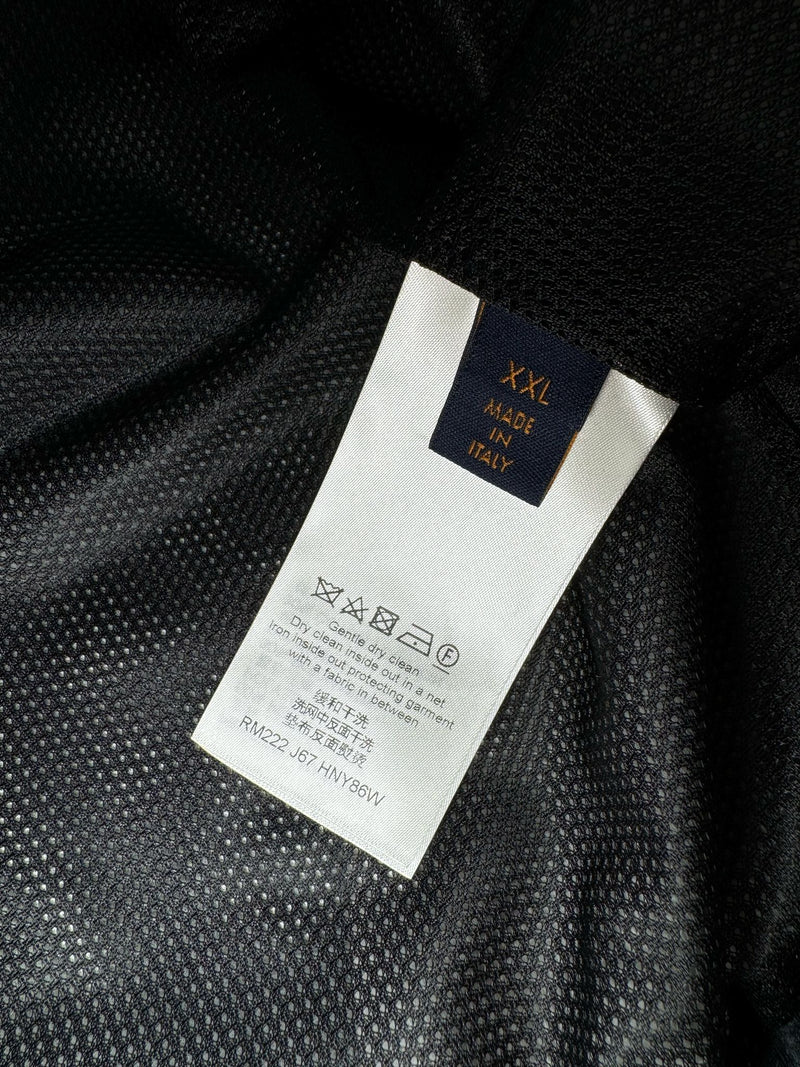 XXL
MADE
IN
ITALY
F
Gentle dry clean
Dry clean inside out in a net
Iron inside out protecting garment
with a fabric in between
缓和干洗
洗网中反面干洗
垫布反面熨烫
RM222 J67 HNY86W